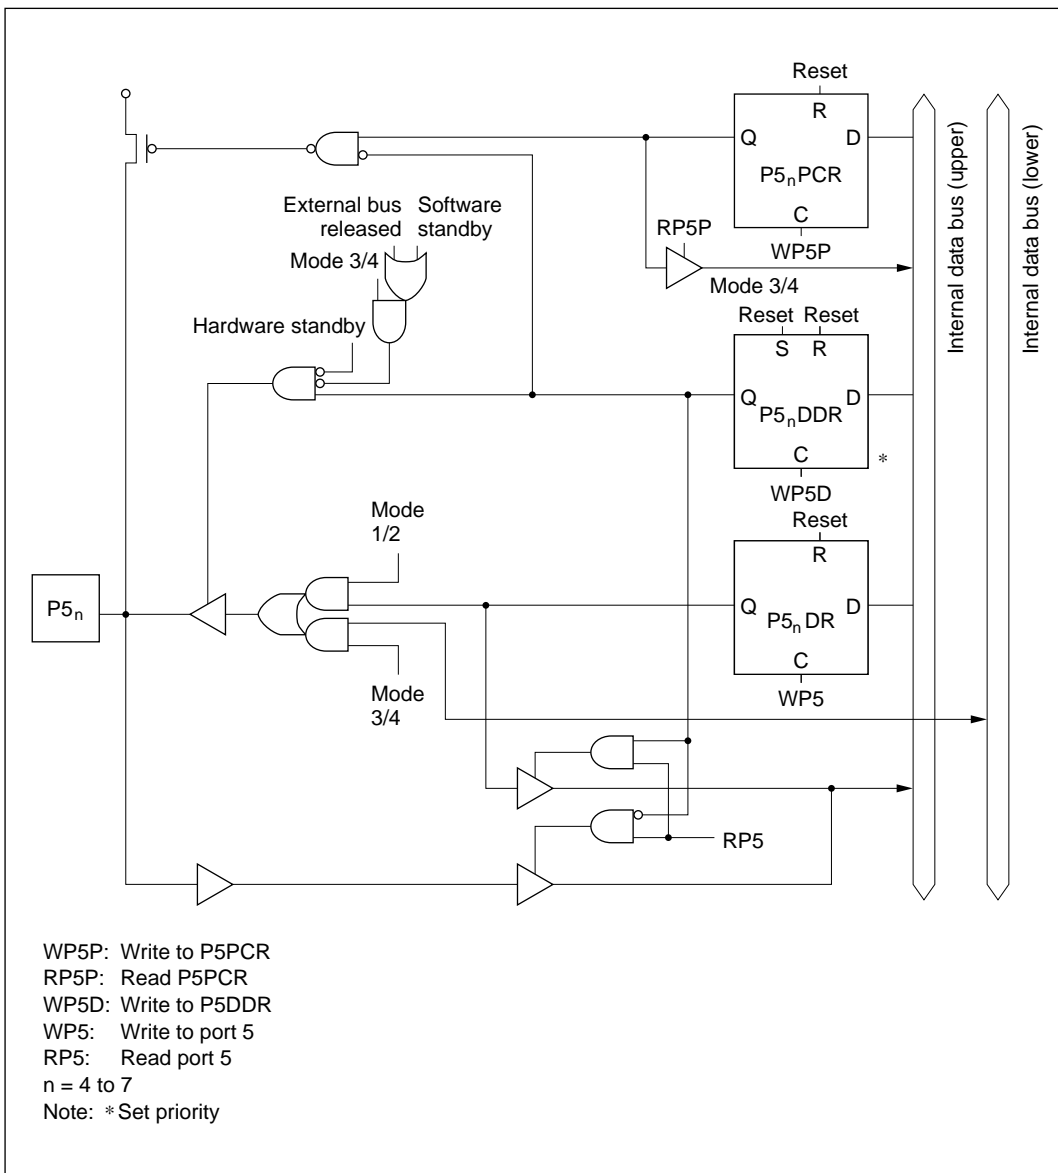 Reset
R
Q D
P5nPCR
C
WP5P
External bus released
Software standby
Mode 3/4
RP5P
Hardware standby
Mode 3/4
Reset Reset
S R
Q D
P5nDDR
C
*
WP5D
Mode 1/2
Reset
R
Q D
P5n DR
C
WP5
P5n
Mode 3/4
RP5
Internal data bus (upper)
Internal data bus (lower)
WP5P: Write to P5PCR
RP5P: Read P5PCR
WP5D: Write to P5DDR
WP5: Write to port 5
RP5: Read port 5
n = 4 to 7
Note: * Set priority